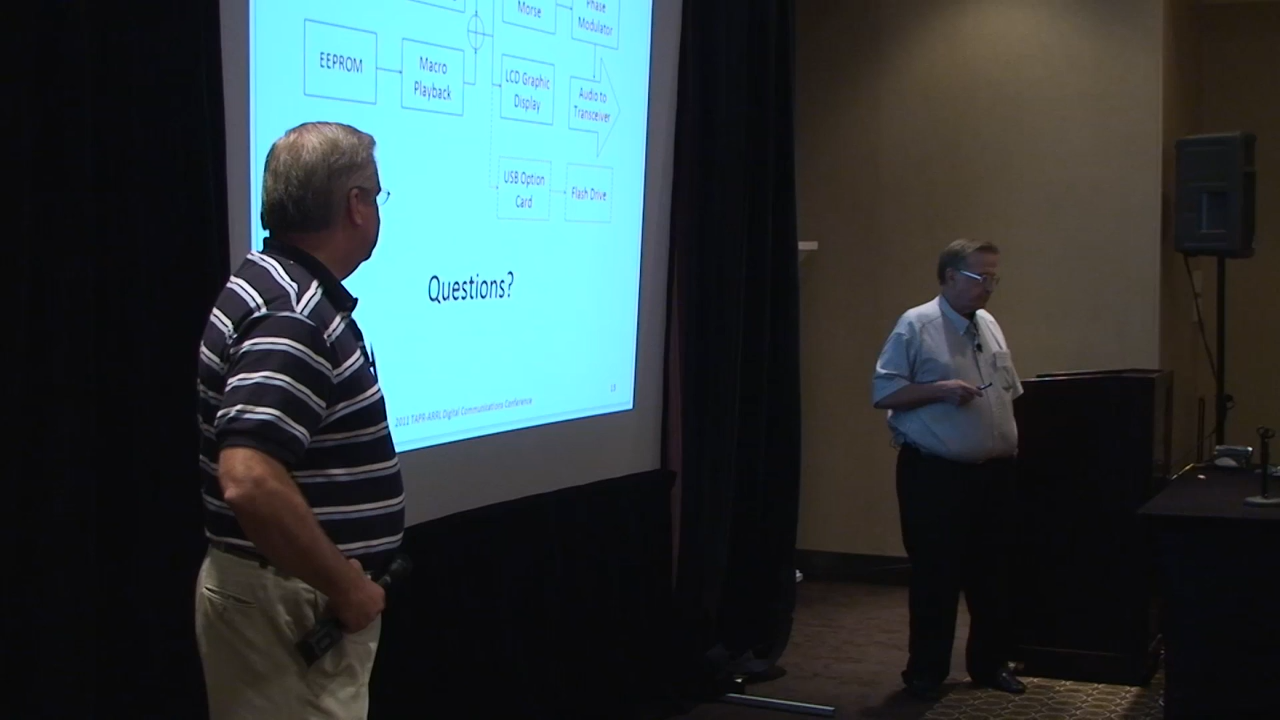 Morse
Phase
Modulator
EEPROM
Macro
Playback
LCD Graphic
Display
Audio to
Transceiver
USB Option
Card
Flash Drive
Questions?
2011 TAPR-ARRL Digital Communications Conference